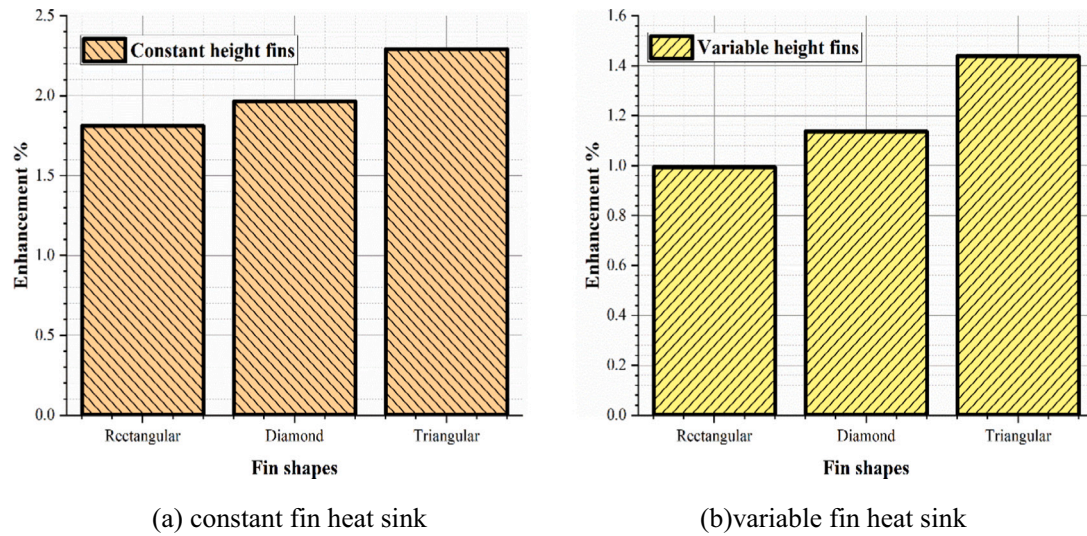 2.5
2.0
1.5
1.0
0.5
0.0
Enhancement %
Constant height fins
Rectangular Diamond Triangular
Fin shapes
(a) constant fin heat sink
1.6
1.4
1.2
1.0
0.8
0.6
0.4
0.2
0.0
Enhancement %
Variable height fins
Rectangular Diamond Triangular
Fin shapes
(b)variable fin heat sink